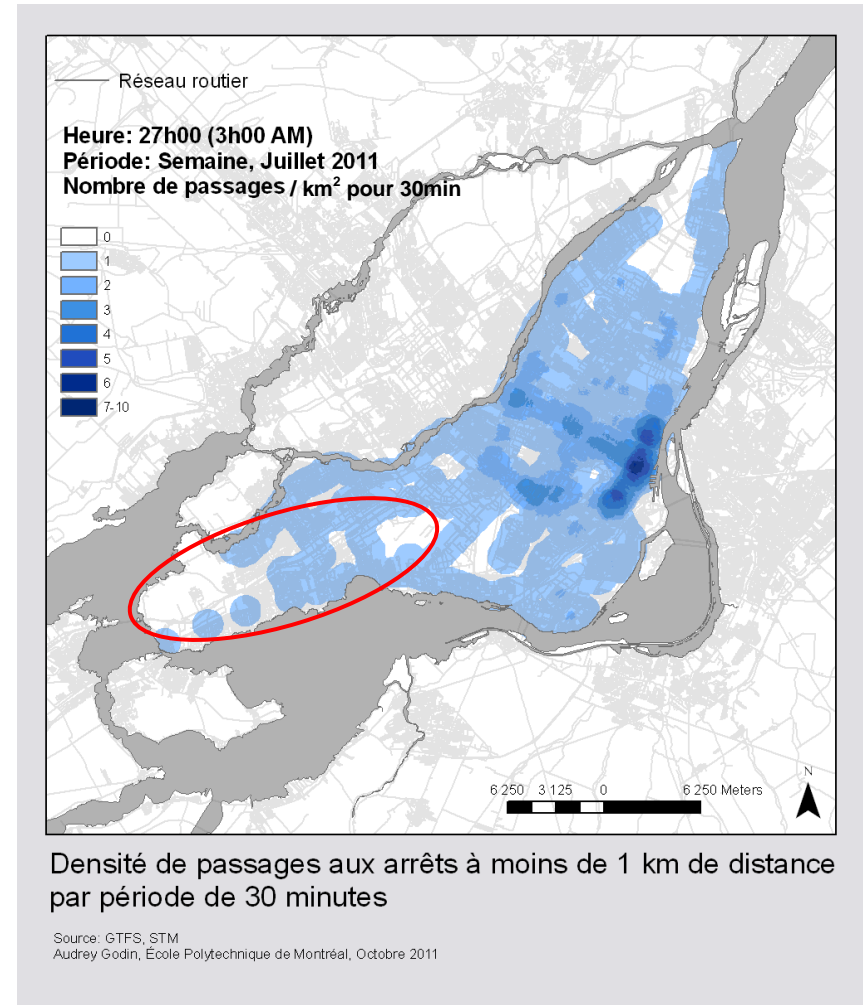 Réseau routier
Heure: 27h00 (3h00 AM)
Période: Semaine, Juillet 2011
Nombre de passages / km² pour 30min
0
1
2
3
4
5
6
7-10
N
6 250 3 125 0 6 250 Meters
Densité de passages aux arrêts à moins de 1 km de distance
par période de 30 minutes
Source: GTFS, STM
Audrey Godin, École Polytechnique de Montréal, Octobre 2011